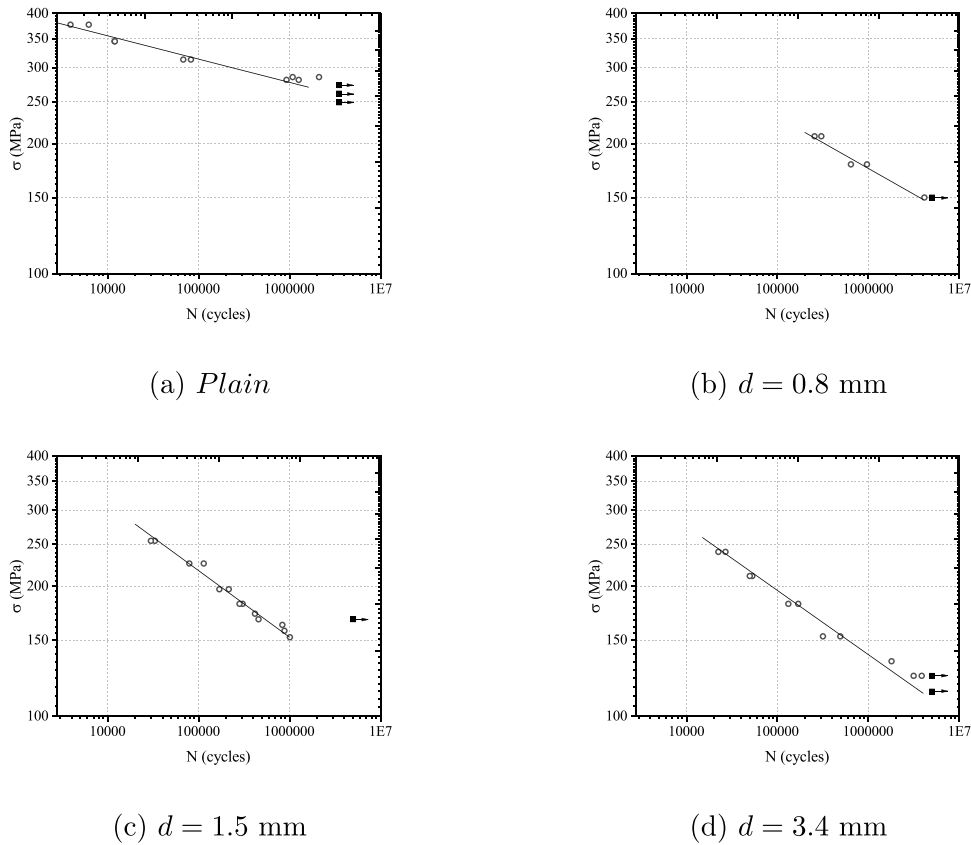 400
350
300
250
200
150
100
σ (MPa)
10000 100000 1000000 1E7
N (cycles)
(a) Plain
400
350
300
250
200
150
100
σ (MPa)
10000 100000 1000000 1E7
N (cycles)
(b) d = 0.8 mm
400
350
300
250
200
150
100
σ (MPa)
10000 100000 1000000 1E7
N (cycles)
(c) d = 1.5 mm
400
350
300
250
200
150
100
σ (MPa)
10000 100000 1000000 1E7
N (cycles)
(d) d = 3.4 mm